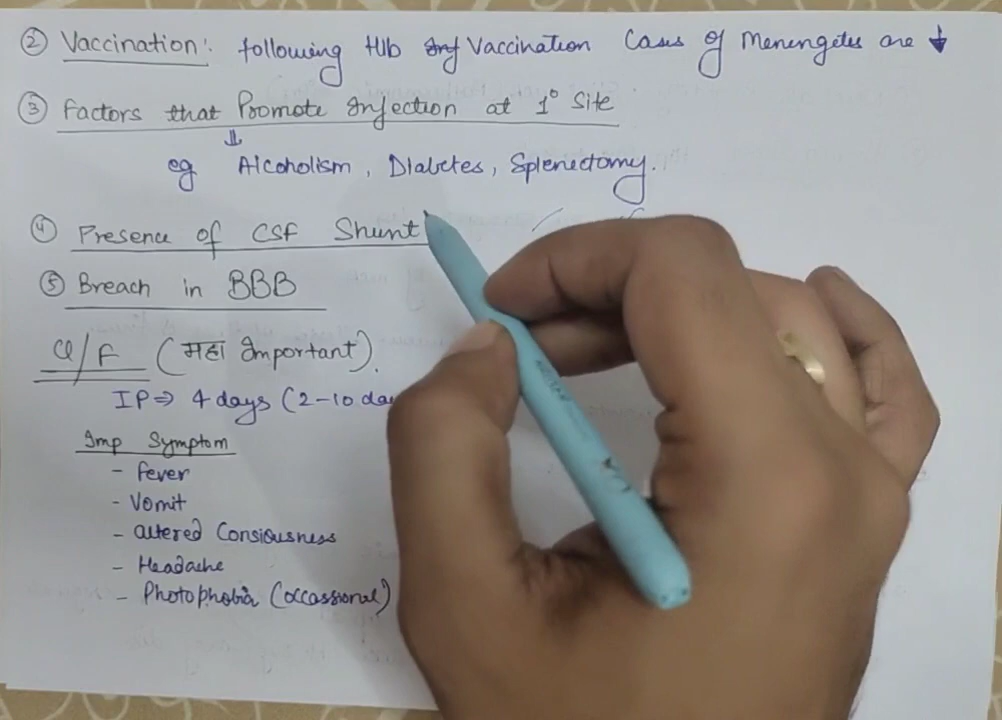 ② Vaccination: following Hib Vaccination Cases of Menengetes are ↓
③ Factors that Promote Infection at 1° Site
⇓
eg Alcoholism, Diabetes, Splenectomy.
④ Presence of CSF Shunt
⑤ Breach in BBB
C/F (महा Important).
IP ⇒ 4 days (2-10 da
Imp Symptom
- Fever
- Vomit
- altered Consiousness
- Headache
- Photophobia (occassional)